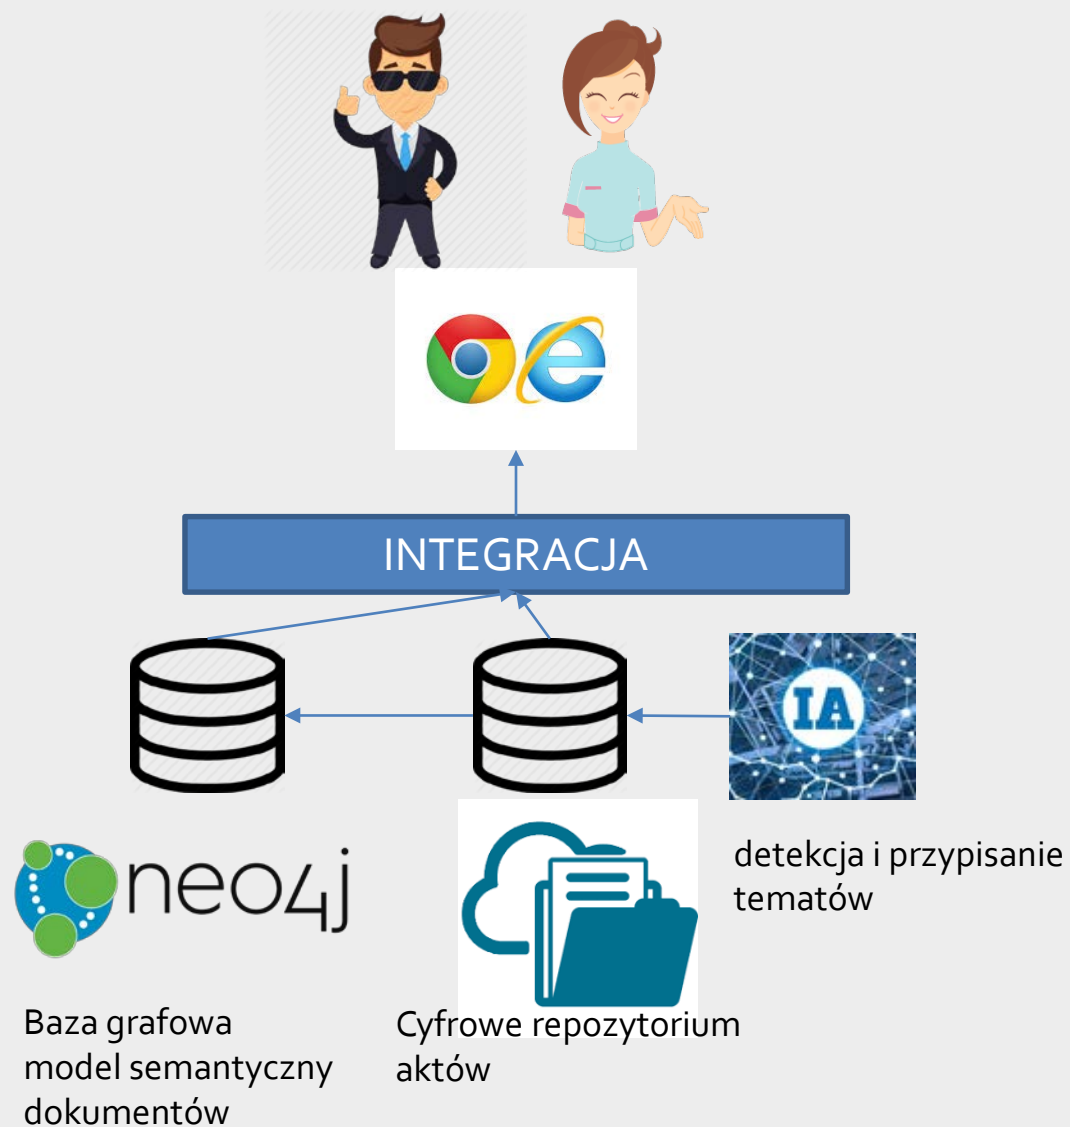 INTEGRACJA
IA
neo4j
detekcja i przypisanie
tematów
Baza grafowa
model semantyczny
dokumentów
Cyfrowe repozytorium
aktów